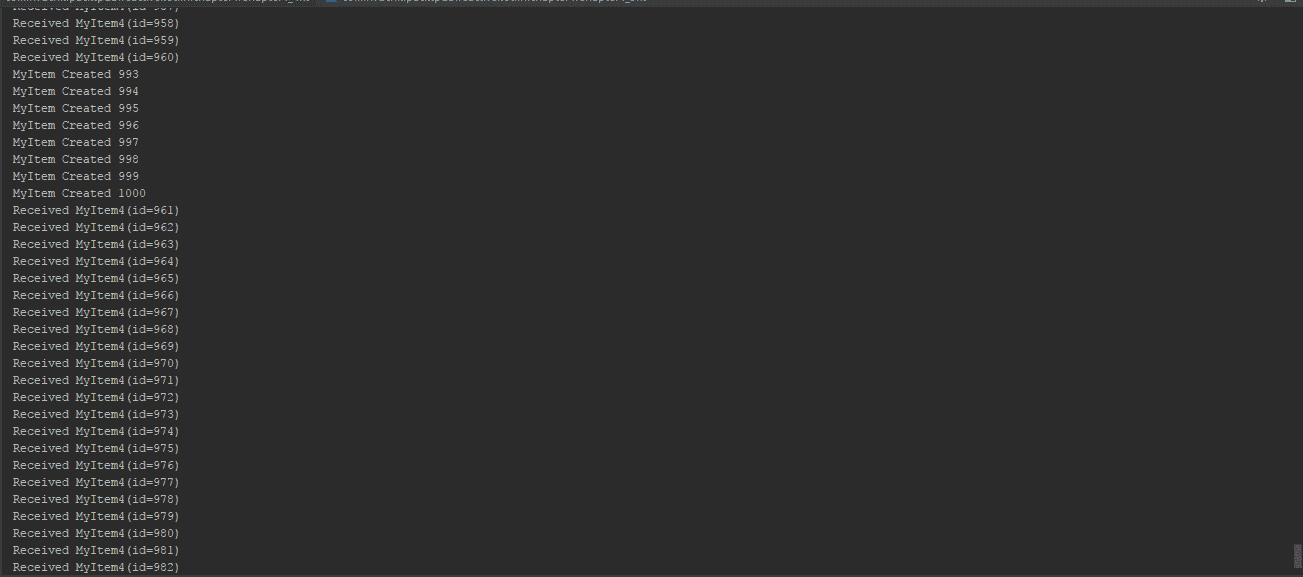 Received MyItem4(id=958)
Received MyItem4(id=959)
Received MyItem4(id=960)
MyItem Created 993
MyItem Created 994
MyItem Created 995
MyItem Created 996
MyItem Created 997
MyItem Created 998
MyItem Created 999
MyItem Created 1000
Received MyItem4(id=961)
Received MyItem4(id=962)
Received MyItem4(id=963)
Received MyItem4(id=964)
Received MyItem4(id=965)
Received MyItem4(id=966)
Received MyItem4(id=967)
Received MyItem4(id=968)
Received MyItem4(id=969)
Received MyItem4(id=970)
Received MyItem4(id=971)
Received MyItem4(id=972)
Received MyItem4(id=973)
Received MyItem4(id=974)
Received MyItem4(id=975)
Received MyItem4(id=976)
Received MyItem4(id=977)
Received MyItem4(id=978)
Received MyItem4(id=979)
Received MyItem4(id=980)
Received MyItem4(id=981)
Received MyItem4(id=982)